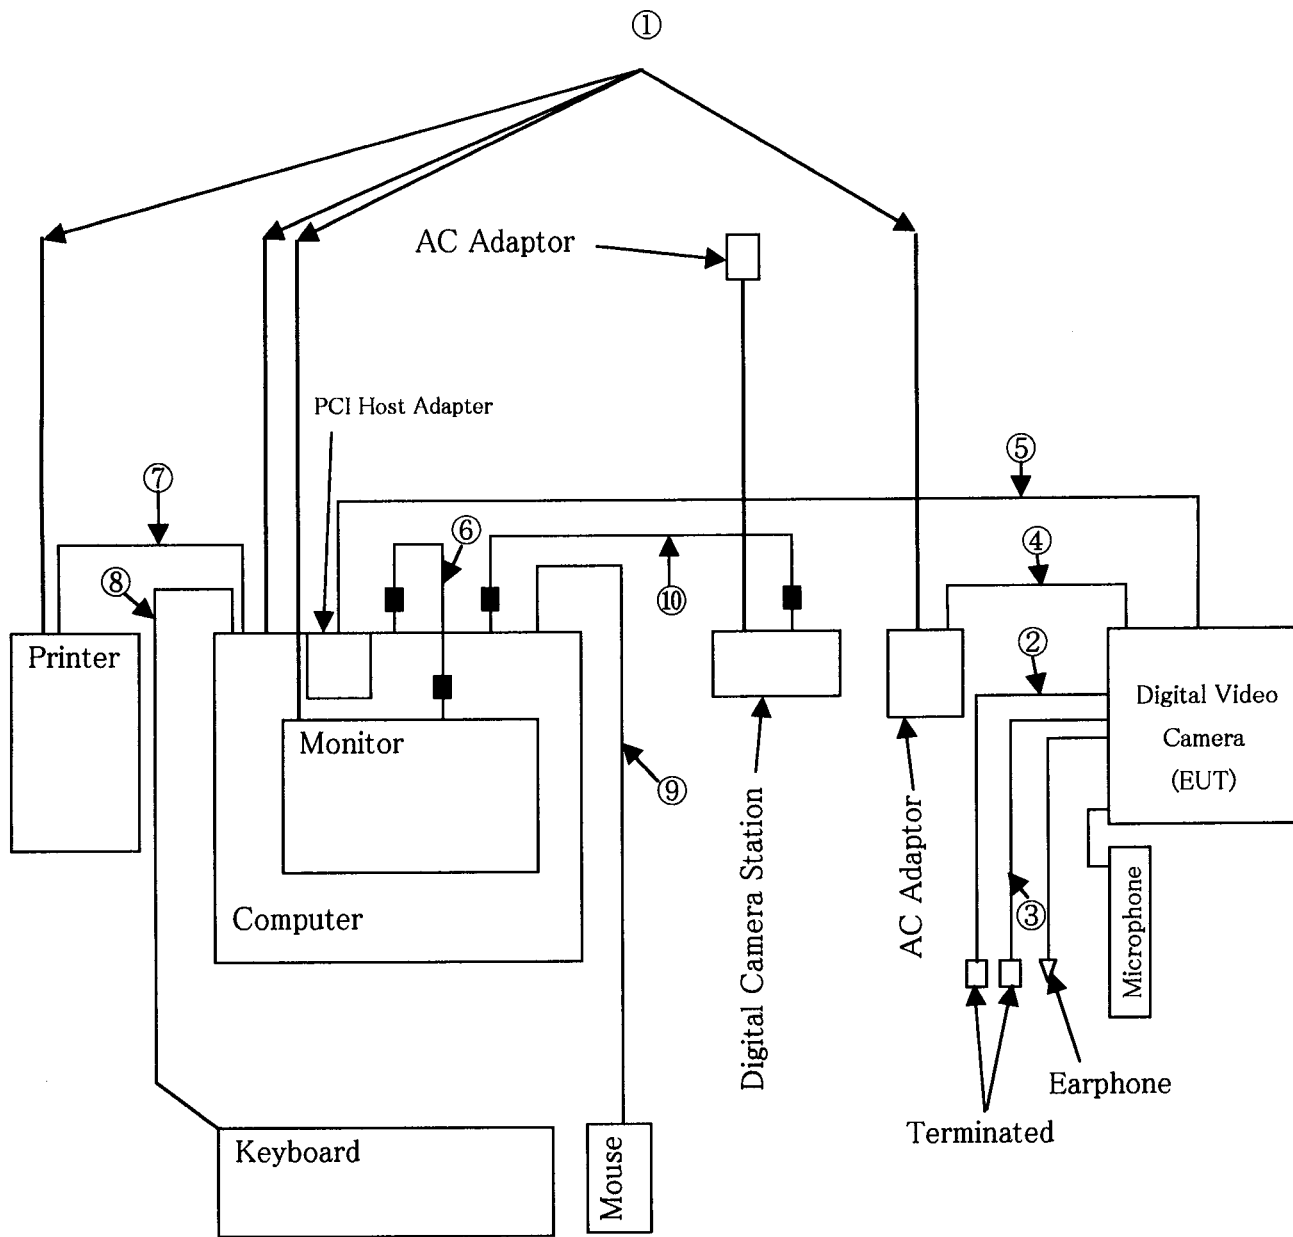 ①
AC Adaptor
PCI Host Adapter
⑤
⑦
⑥
④
⑧
⑩
②
Printer
Digital Video
Camera
(EUT)
Monitor
⑨
Digital Camera Station
AC Adaptor
③
Computer
Microphone
Earphone
Terminated
Keyboard
Mouse